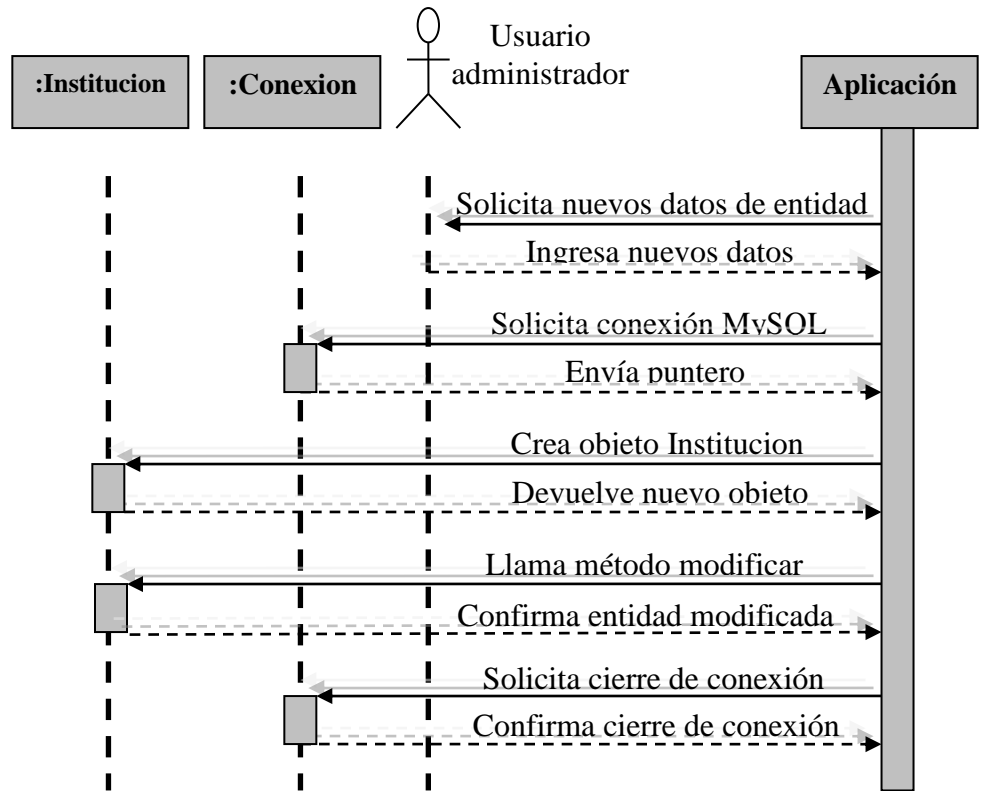 Usuario
administrador
:Institucion
:Conexion
Aplicación
Solicita nuevos datos de entidad
Ingresa nuevos datos
Solicita conexión MySQL
Envía puntero
Crea objeto Institucion
Devuelve nuevo objeto
Llama método modificar
Confirma entidad modificada
Solicita cierre de conexión
Confirma cierre de conexión